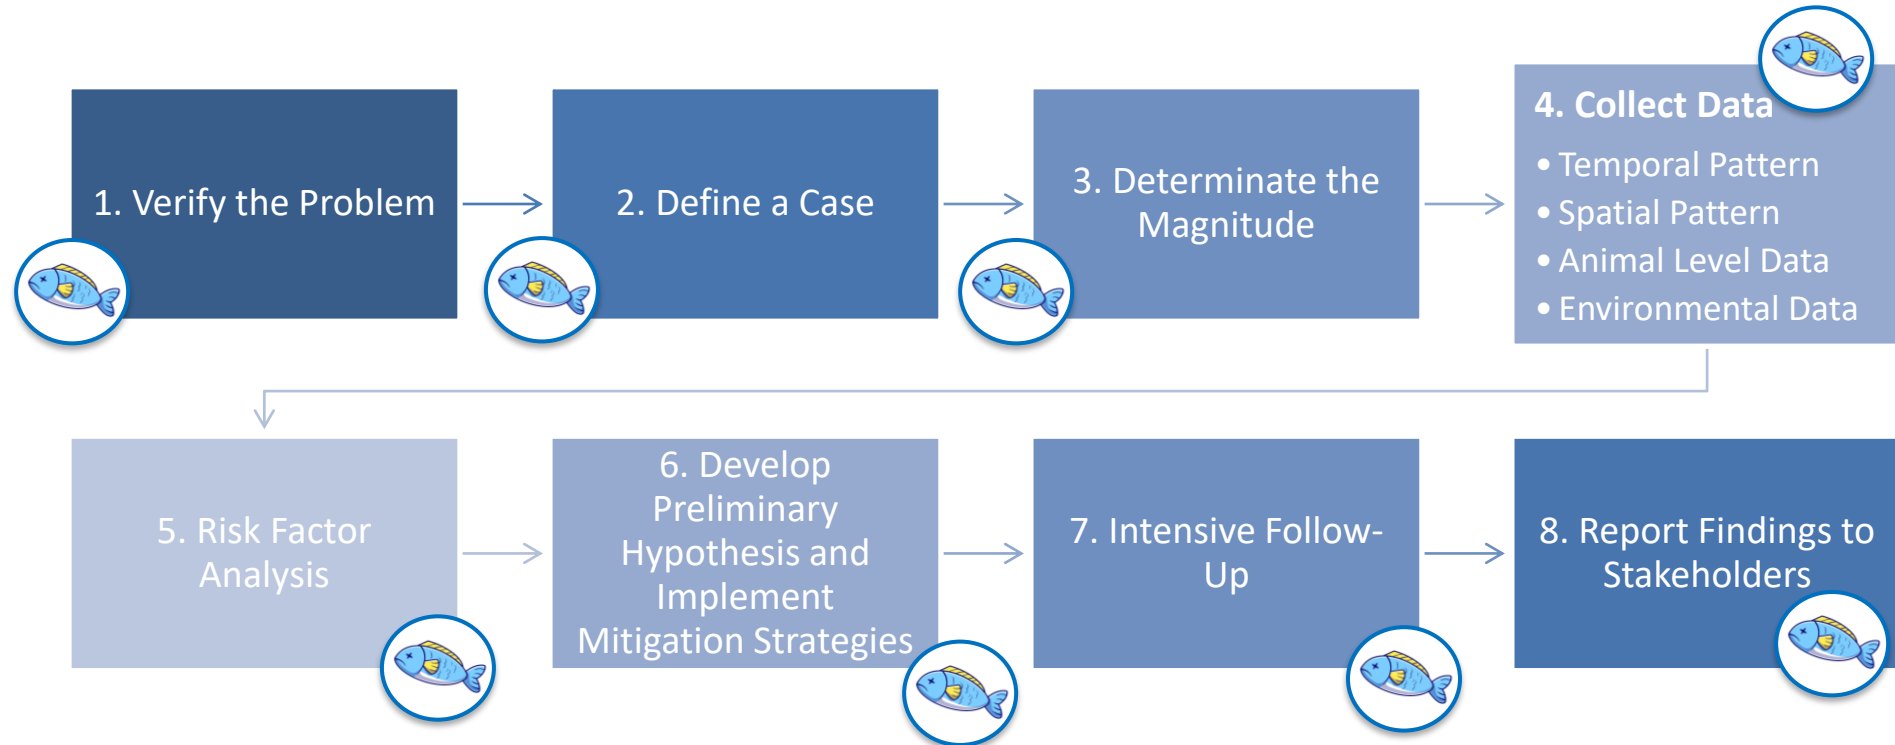 1. Verify the Problem
2. Define a Case
3. Determinate the
Magnitude
4. Collect Data
• Temporal Pattern
• Spatial Pattern
• Animal Level Data
• Environmental Data
5. Risk Factor
Analysis
6. Develop
Preliminary
Hypothesis and
Implement
Mitigation Strategies
7. Intensive Follow-
Up
8. Report Findings to
Stakeholders